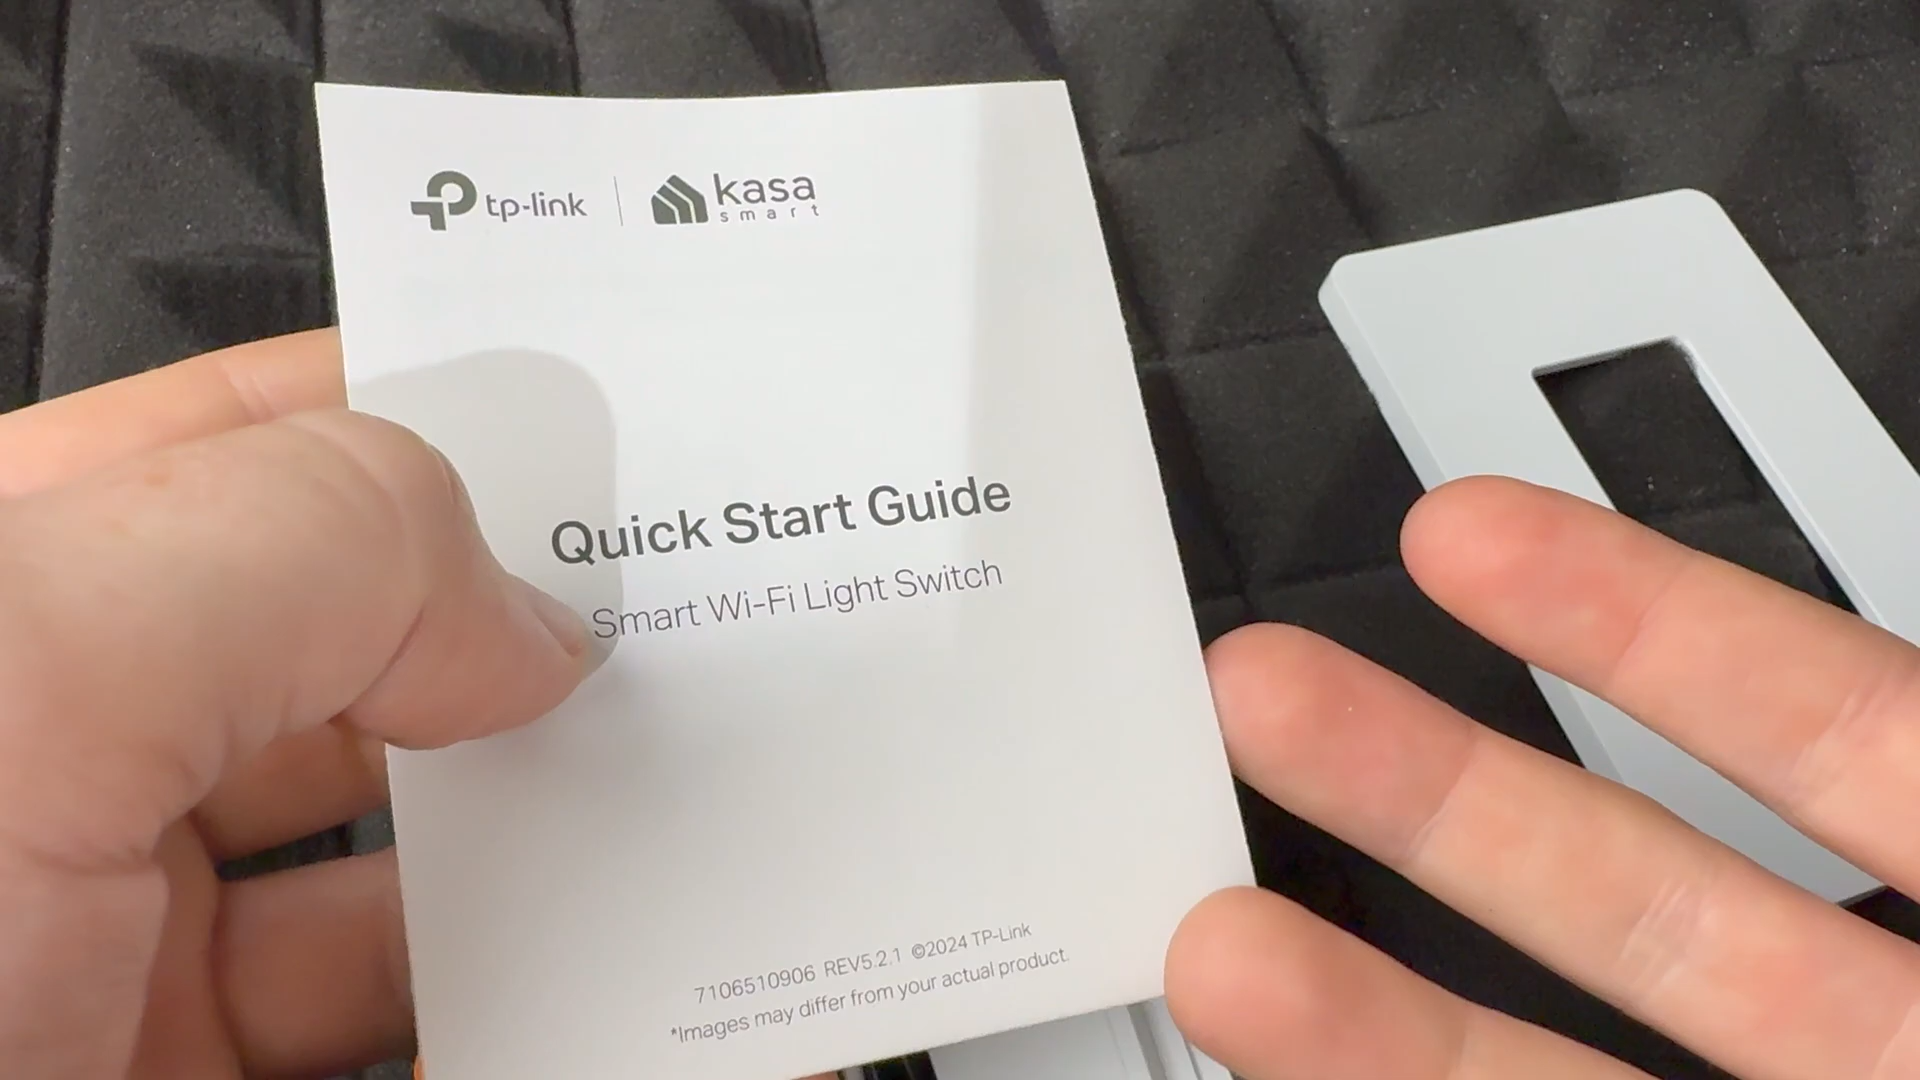 tp-link | kasa
smart
Quick Start Guide
Smart Wi-Fi Light Switch
7106510906 REV5.2.1 ©2024 TP-Link
*Images may differ from your actual product.